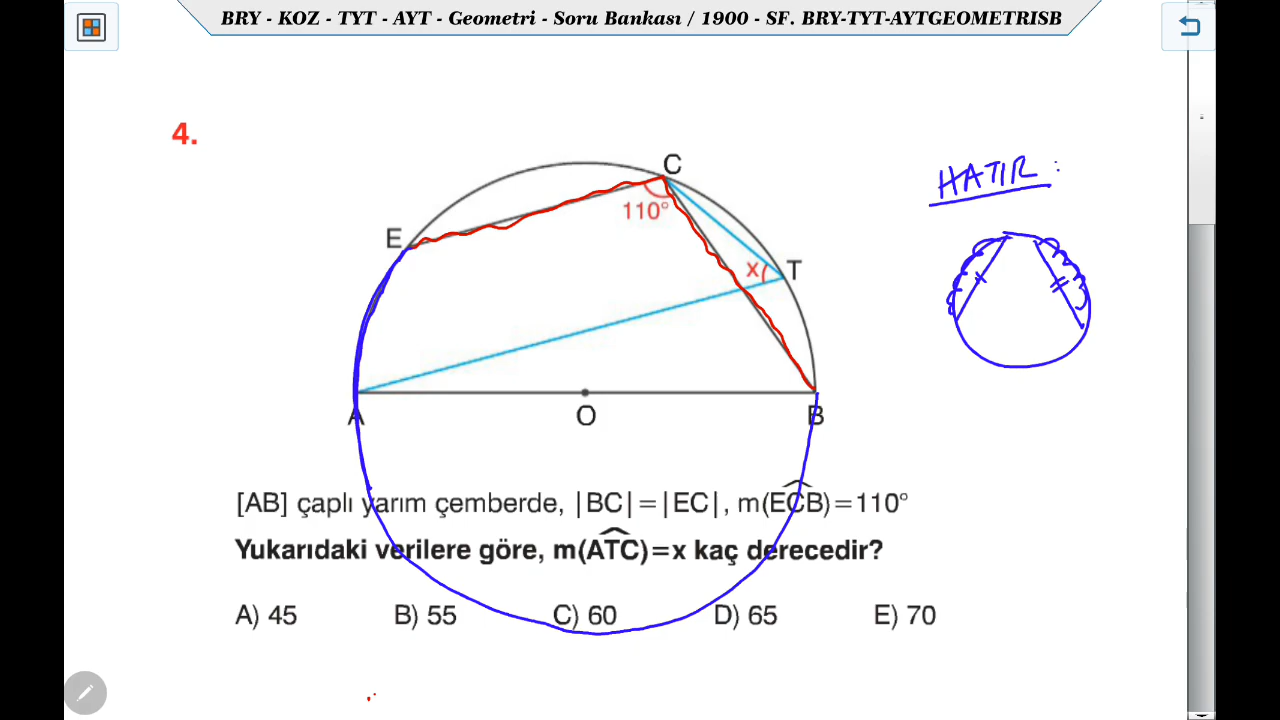 BRY - KOZ - TYT - AYT - Geometri - Soru Bankası / 1900 - SF. BRY-TYT-AYTGEOMETRISB
4.
HATIR :
C
110°
E
x
T
A
O
B
[AB] çaplı yarım çemberde, |BC|=|EC|, m(ECB)=110°
Yukarıdaki verilere göre, m(ATC)=x kaç derecedir?
A) 45 B) 55 C) 60 D) 65 E) 70